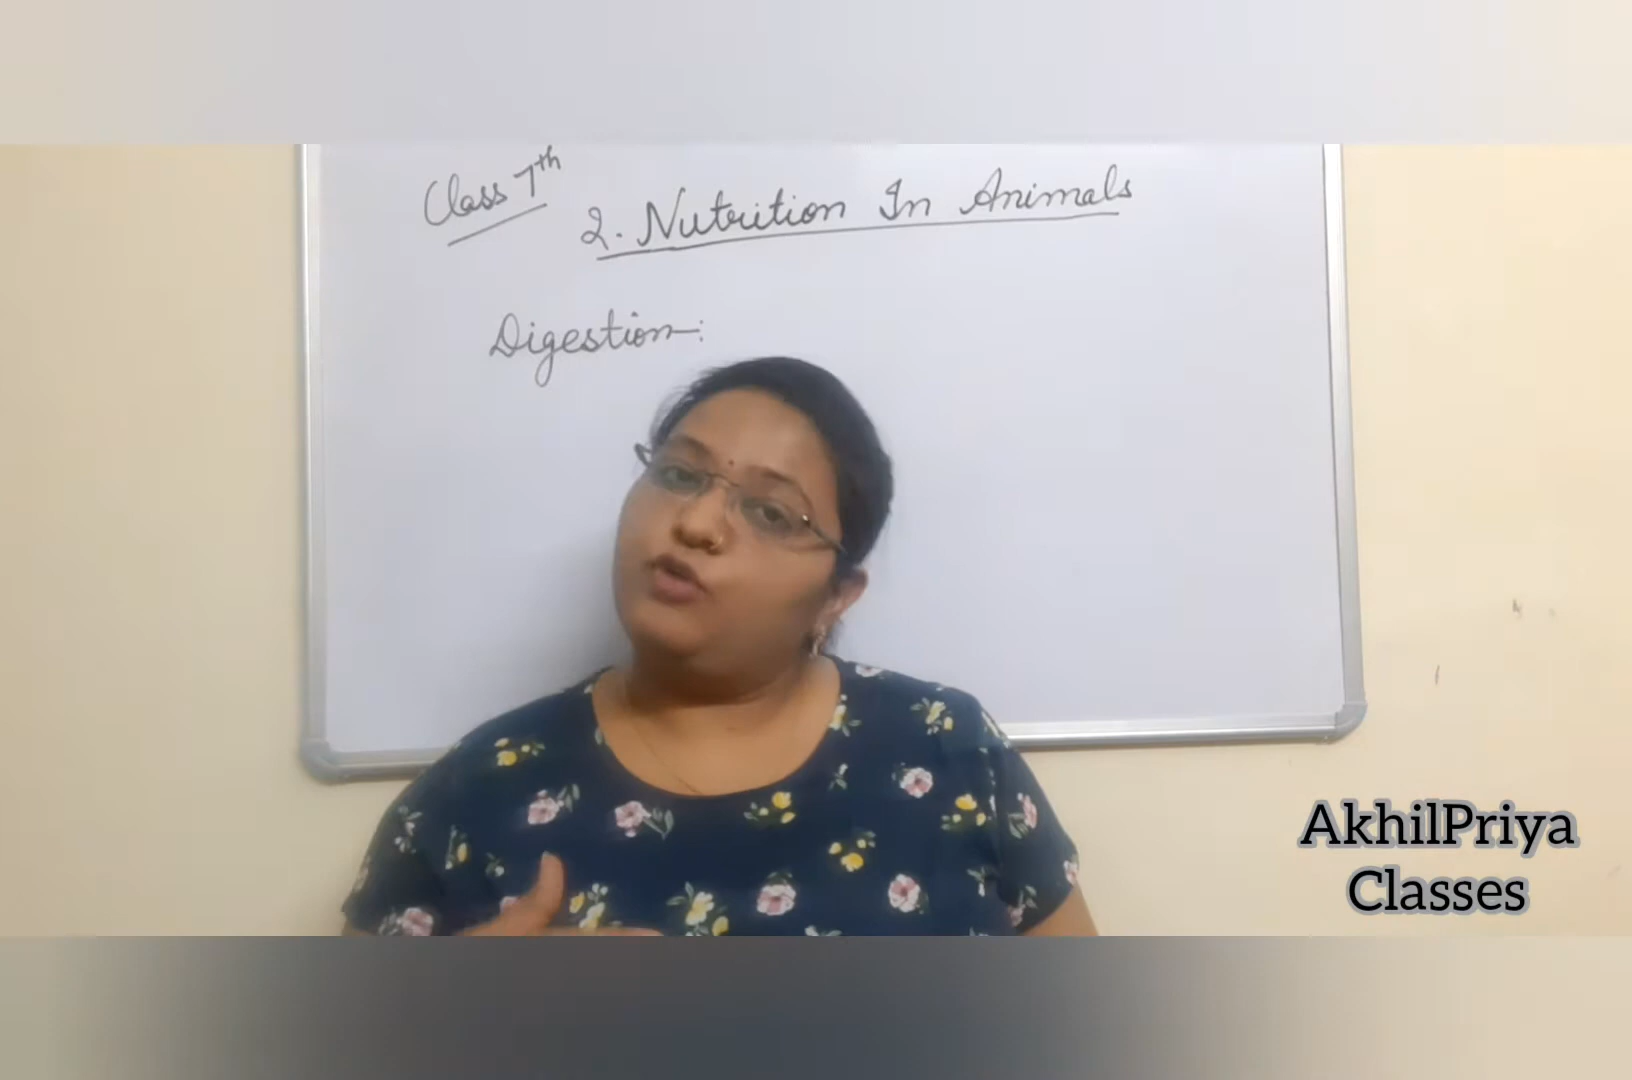 Class 7th
2. Nutrition In Animals
Digestion:
AkhilPriya
Classes